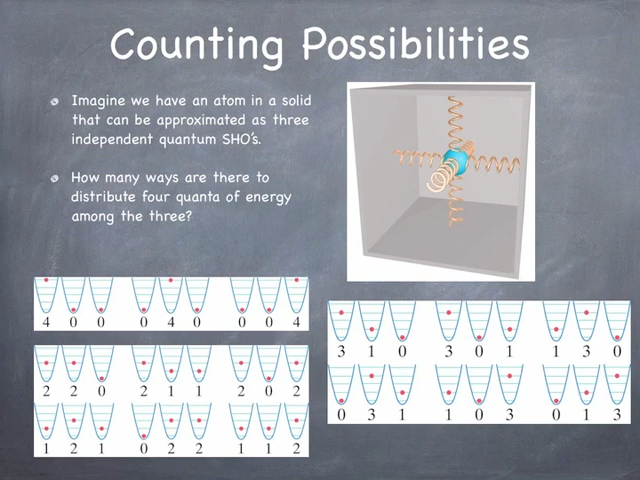 Counting Possibilities
Imagine we have an atom in a solid
that can be approximated as three
independent quantum SHO's.
How many ways are there to
distribute four quanta of energy
among the three?
4 0 0 0 4 0 0 0 4
2 2 0 2 1 1 2 0 2
1 2 1 0 2 2 1 1 2
3 1 0 3 0 1 1 3 0
0 3 1 1 0 3 0 1 3